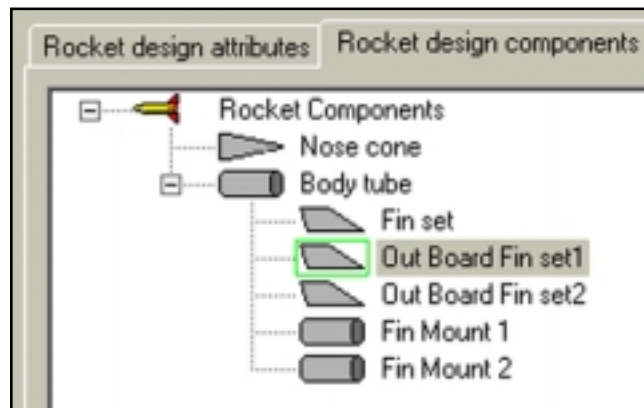 Rocket design attributes
Rocket design components
Rocket Components
Nose cone
Body tube
Fin set
Out Board Fin set1
Out Board Fin set2
Fin Mount 1
Fin Mount 2